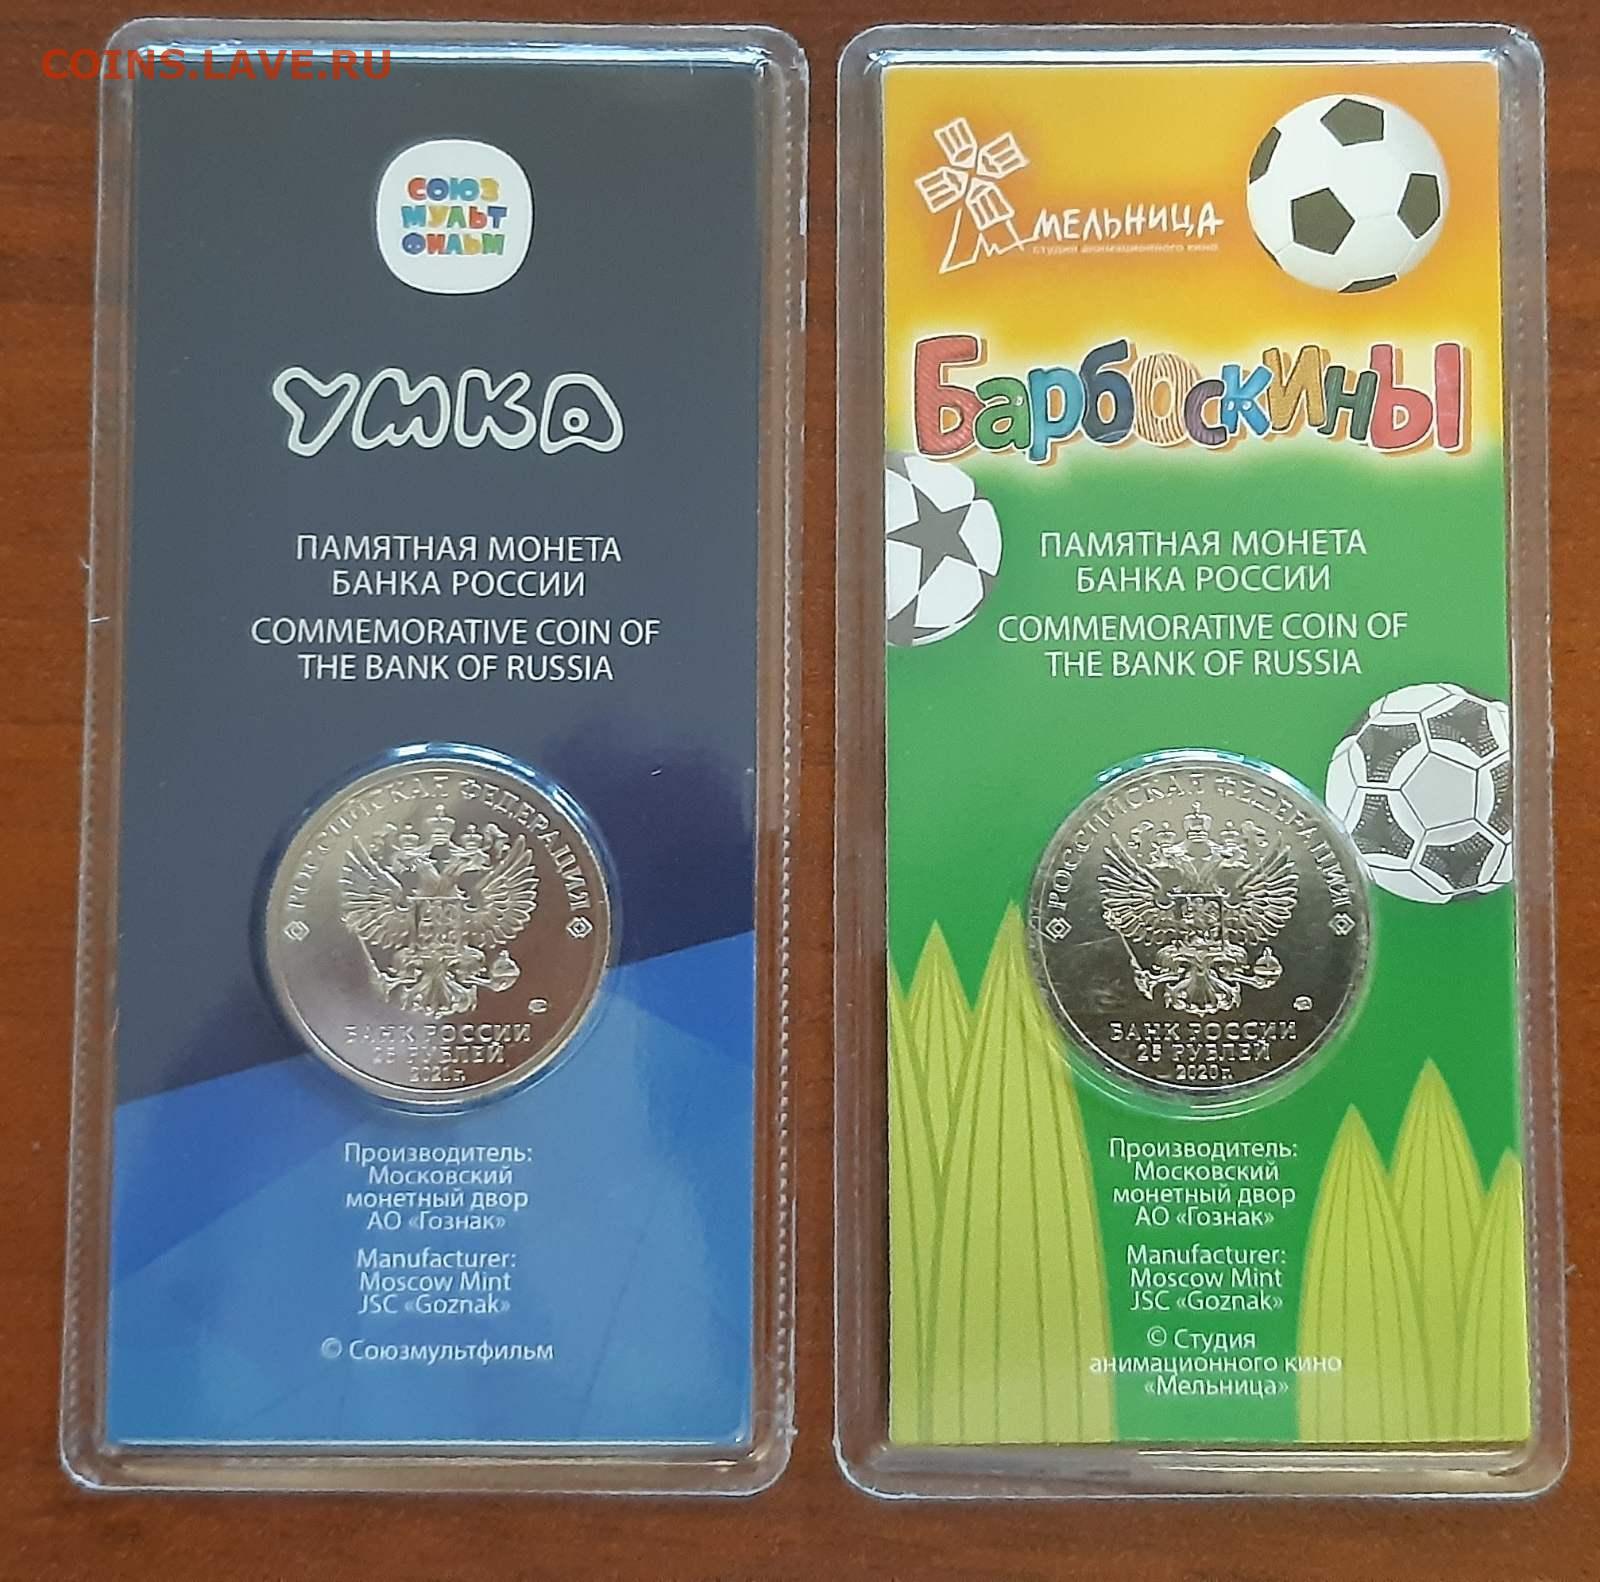 COINS.LAVE.RU
СОЮЗ
МУЛЬТ
ФИЛЬМ
УМКА
ПАМЯТНАЯ МОНЕТА
БАНКА РОССИИ
COMMEMORATIVE COIN OF
THE BANK OF RUSSIA
РОССИЙСКАЯ ФЕДЕРАЦИЯ
БАНК РОССИИ
25 РУБЛЕЙ
2021 г.
Производитель:
Московский
монетный двор
АО «Гознак»
Manufacturer:
Moscow Mint
JSC «Goznak»
© Союзмультфильм
МЕЛЬНИЦА
студия анимационного кино
Барбоскины
ПАМЯТНАЯ МОНЕТА
БАНКА РОССИИ
COMMEMORATIVE COIN OF
THE BANK OF RUSSIA
РОССИЙСКАЯ ФЕДЕРАЦИЯ
БАНК РОССИИ
25 РУБЛЕЙ
2020 г.
Производитель:
Московский
монетный двор
АО «Гознак»
Manufacturer:
Moscow Mint
JSC «Goznak»
© Студия
анимационного кино
«Мельница»